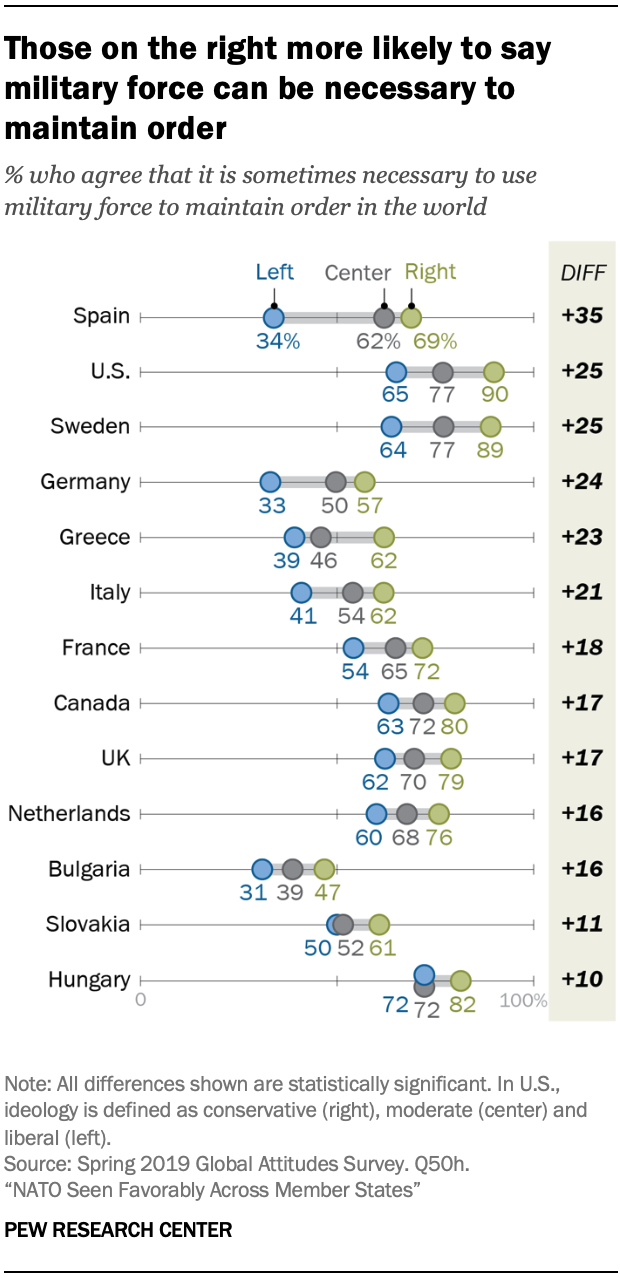 Those on the right more likely to say
military force can be necessary to
maintain order
% who agree that it is sometimes necessary to use
military force to maintain order in the world
Left Center Right DIFF
Spain +35
34% 62% 69%
U.S. +25
65 77 90
Sweden +25
64 77 89
Germany +24
33 50 57
Greece +23
39 46 62
Italy +21
41 54 62
France +18
54 65 72
Canada +17
63 72 80
UK +17
62 70 79
Netherlands +16
60 68 76
Bulgaria +16
31 39 47
Slovakia +11
50 52 61
Hungary +10
0 72 72 82 100%
Note: All differences shown are statistically significant. In U.S.,
ideology is defined as conservative (right), moderate (center) and
liberal (left).
Source: Spring 2019 Global Attitudes Survey. Q50h.
“NATO Seen Favorably Across Member States”
PEW RESEARCH CENTER